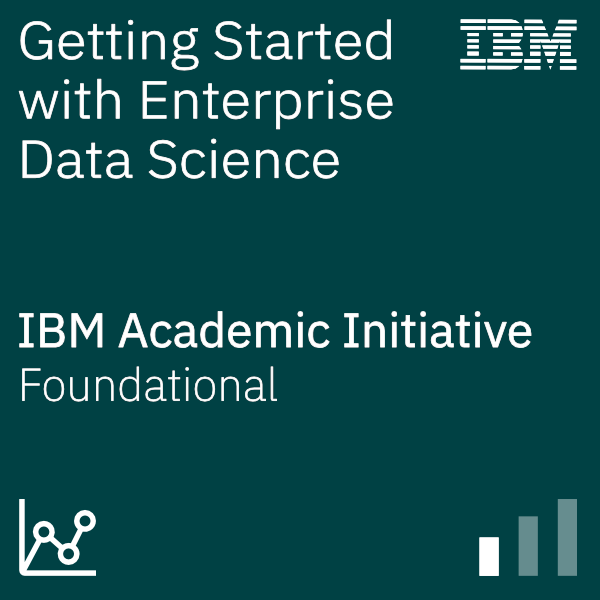 Getting Started
IBM
with Enterprise
Data Science
IBM Academic Initiative
Foundational